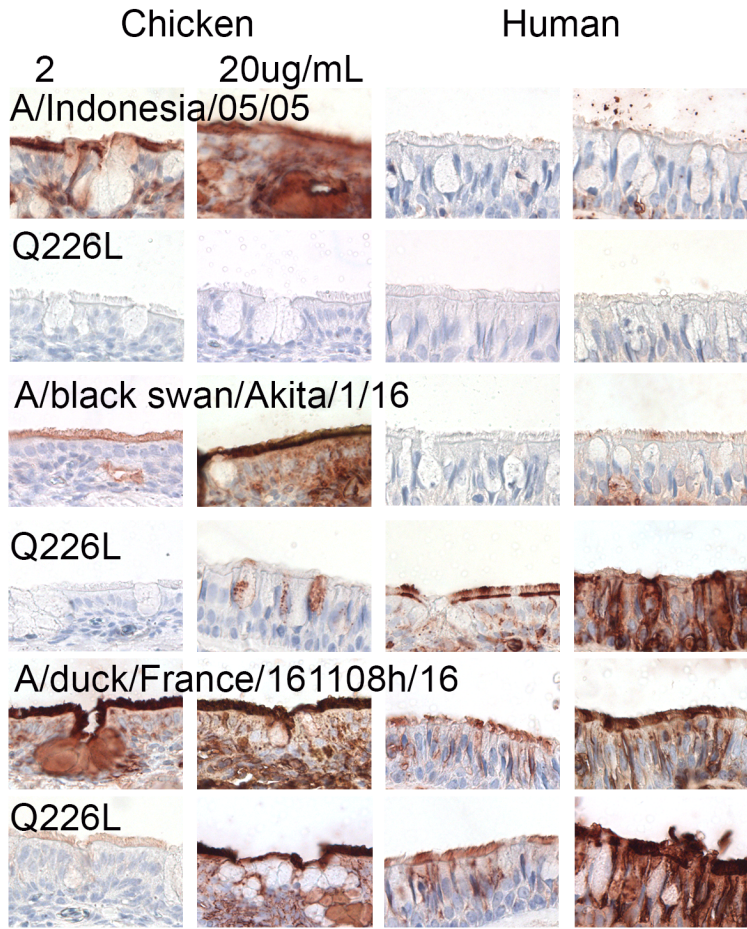 Chicken Human
2 20ug/mL
A/Indonesia/05/05
Q226L
A/black swan/Akita/1/16
Q226L
A/duck/France/161108h/16
Q226L